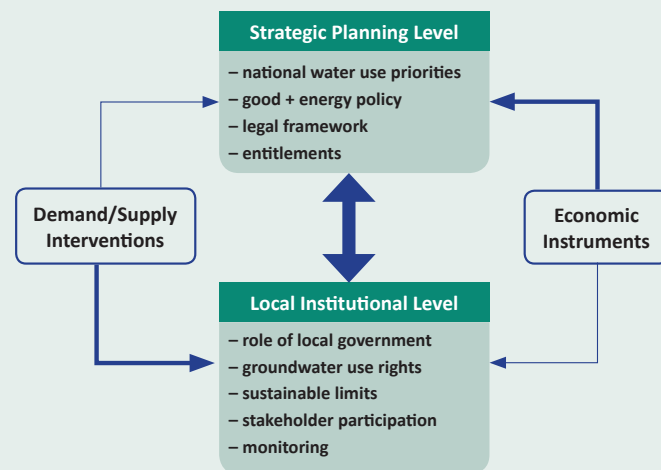 Strategic Planning Level
– national water use priorities
– good + energy policy
– legal framework
– entitlements
Demand/Supply
Interventions
Economic
Instruments
Local Institutional Level
– role of local government
– groundwater use rights
– sustainable limits
– stakeholder participation
– monitoring